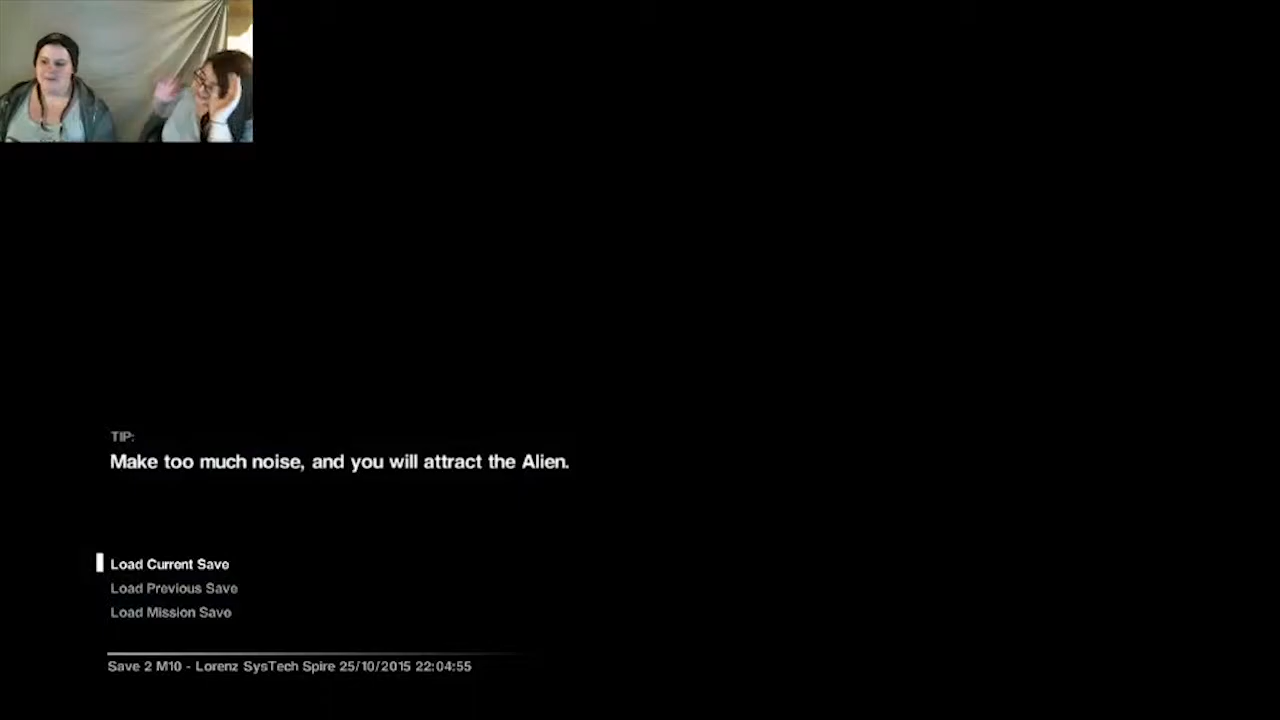 TIP:
Make too much noise, and you will attract the Alien.
Load Current Save
Load Previous Save
Load Mission Save
Save 2 M10 - Lorenz SysTech Spire 25/10/2015 22:04:55